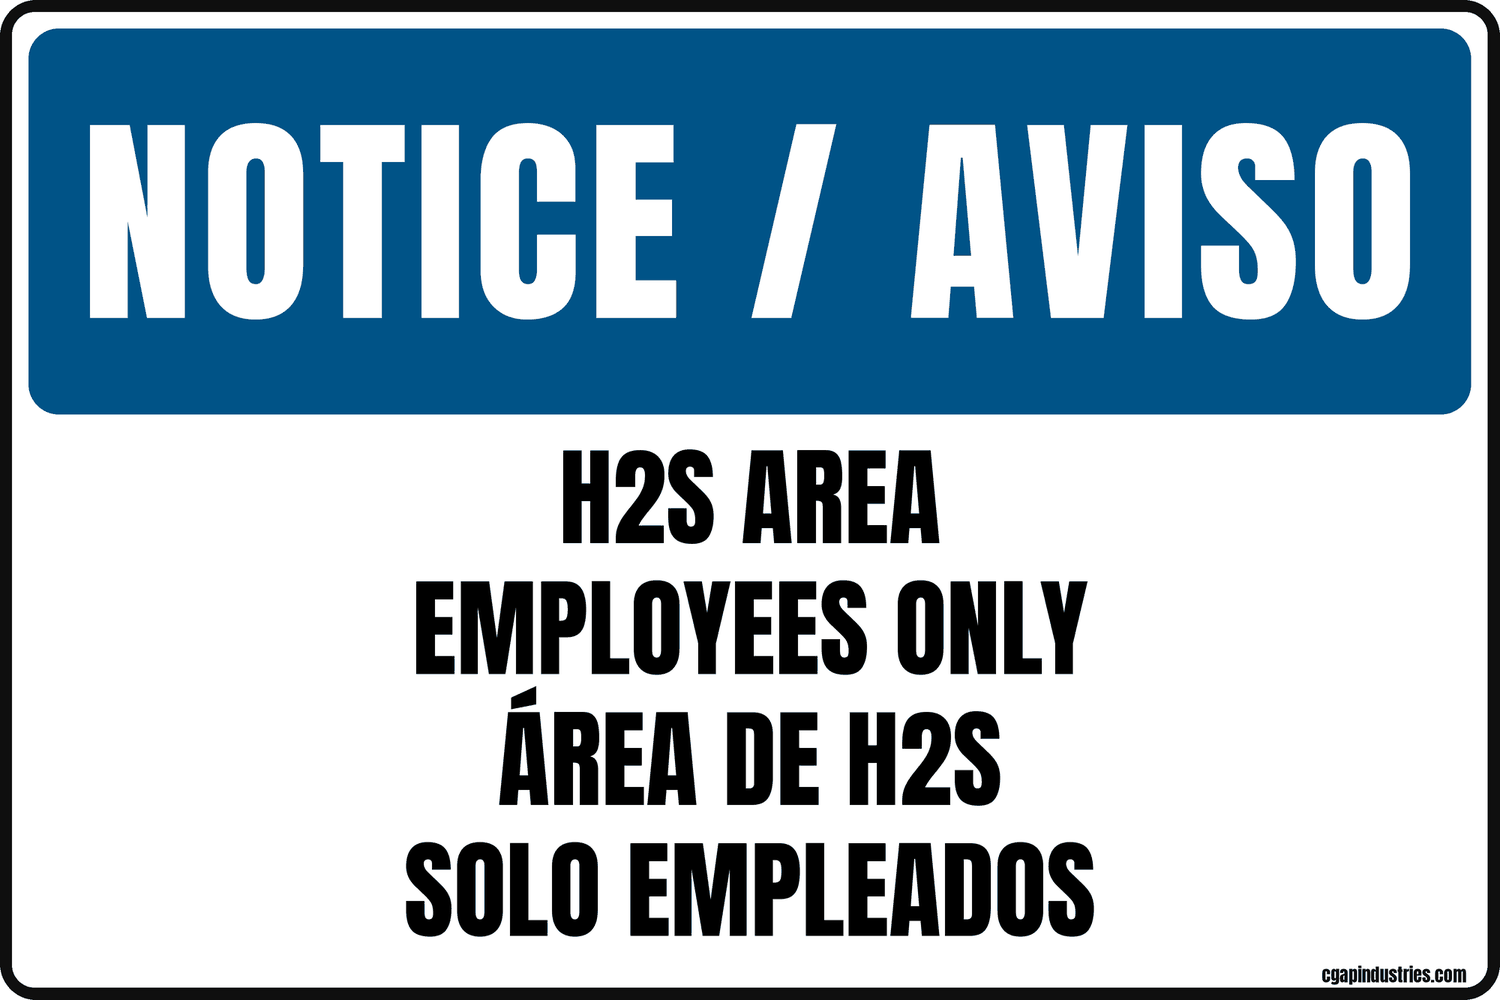 NOTICE / AVISO
H2S AREA
EMPLOYEES ONLY
ÁREA DE H2S
SOLO EMPLEADOS
cgapindustries.com